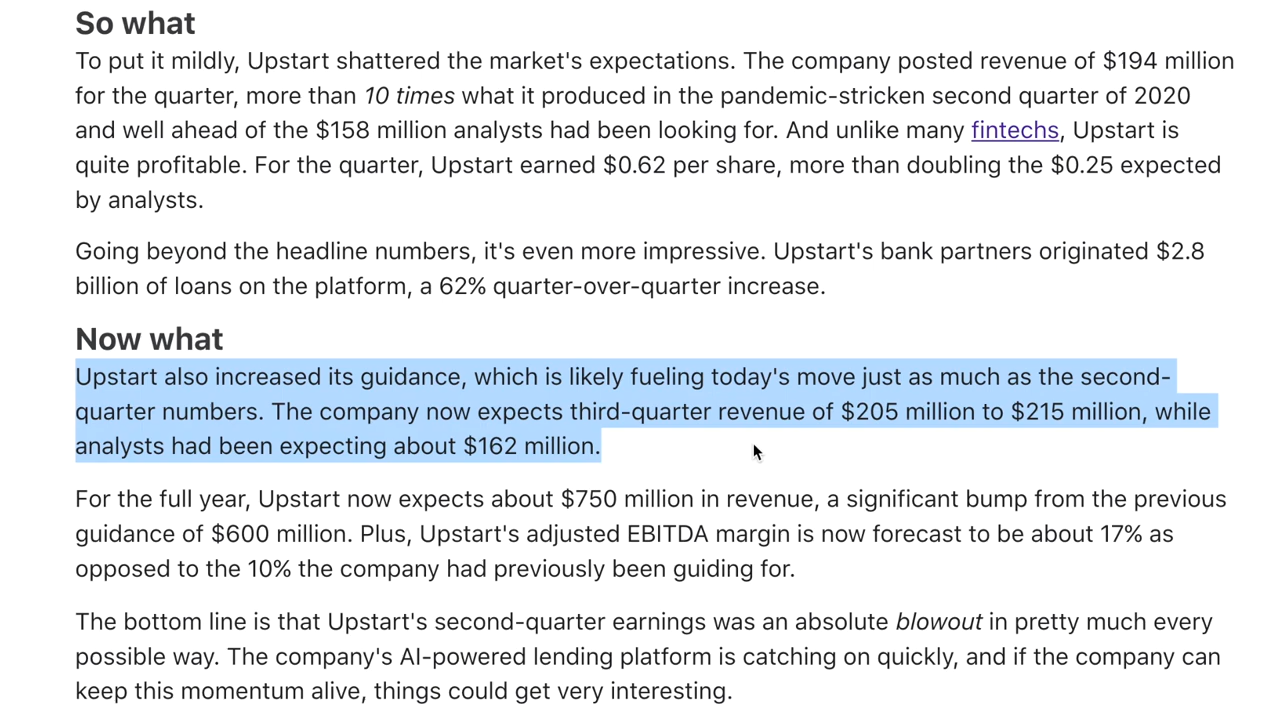 So what
To put it mildly, Upstart shattered the market's expectations. The company posted revenue of $194 million
for the quarter, more than 10 times what it produced in the pandemic-stricken second quarter of 2020
and well ahead of the $158 million analysts had been looking for. And unlike many fintechs, Upstart is
quite profitable. For the quarter, Upstart earned $0.62 per share, more than doubling the $0.25 expected
by analysts.
Going beyond the headline numbers, it's even more impressive. Upstart's bank partners originated $2.8
billion of loans on the platform, a 62% quarter-over-quarter increase.
Now what
Upstart also increased its guidance, which is likely fueling today's move just as much as the second-
quarter numbers. The company now expects third-quarter revenue of $205 million to $215 million, while
analysts had been expecting about $162 million.
For the full year, Upstart now expects about $750 million in revenue, a significant bump from the previous
guidance of $600 million. Plus, Upstart's adjusted EBITDA margin is now forecast to be about 17% as
opposed to the 10% the company had previously been guiding for.
The bottom line is that Upstart's second-quarter earnings was an absolute blowout in pretty much every
possible way. The company's AI-powered lending platform is catching on quickly, and if the company can
keep this momentum alive, things could get very interesting.